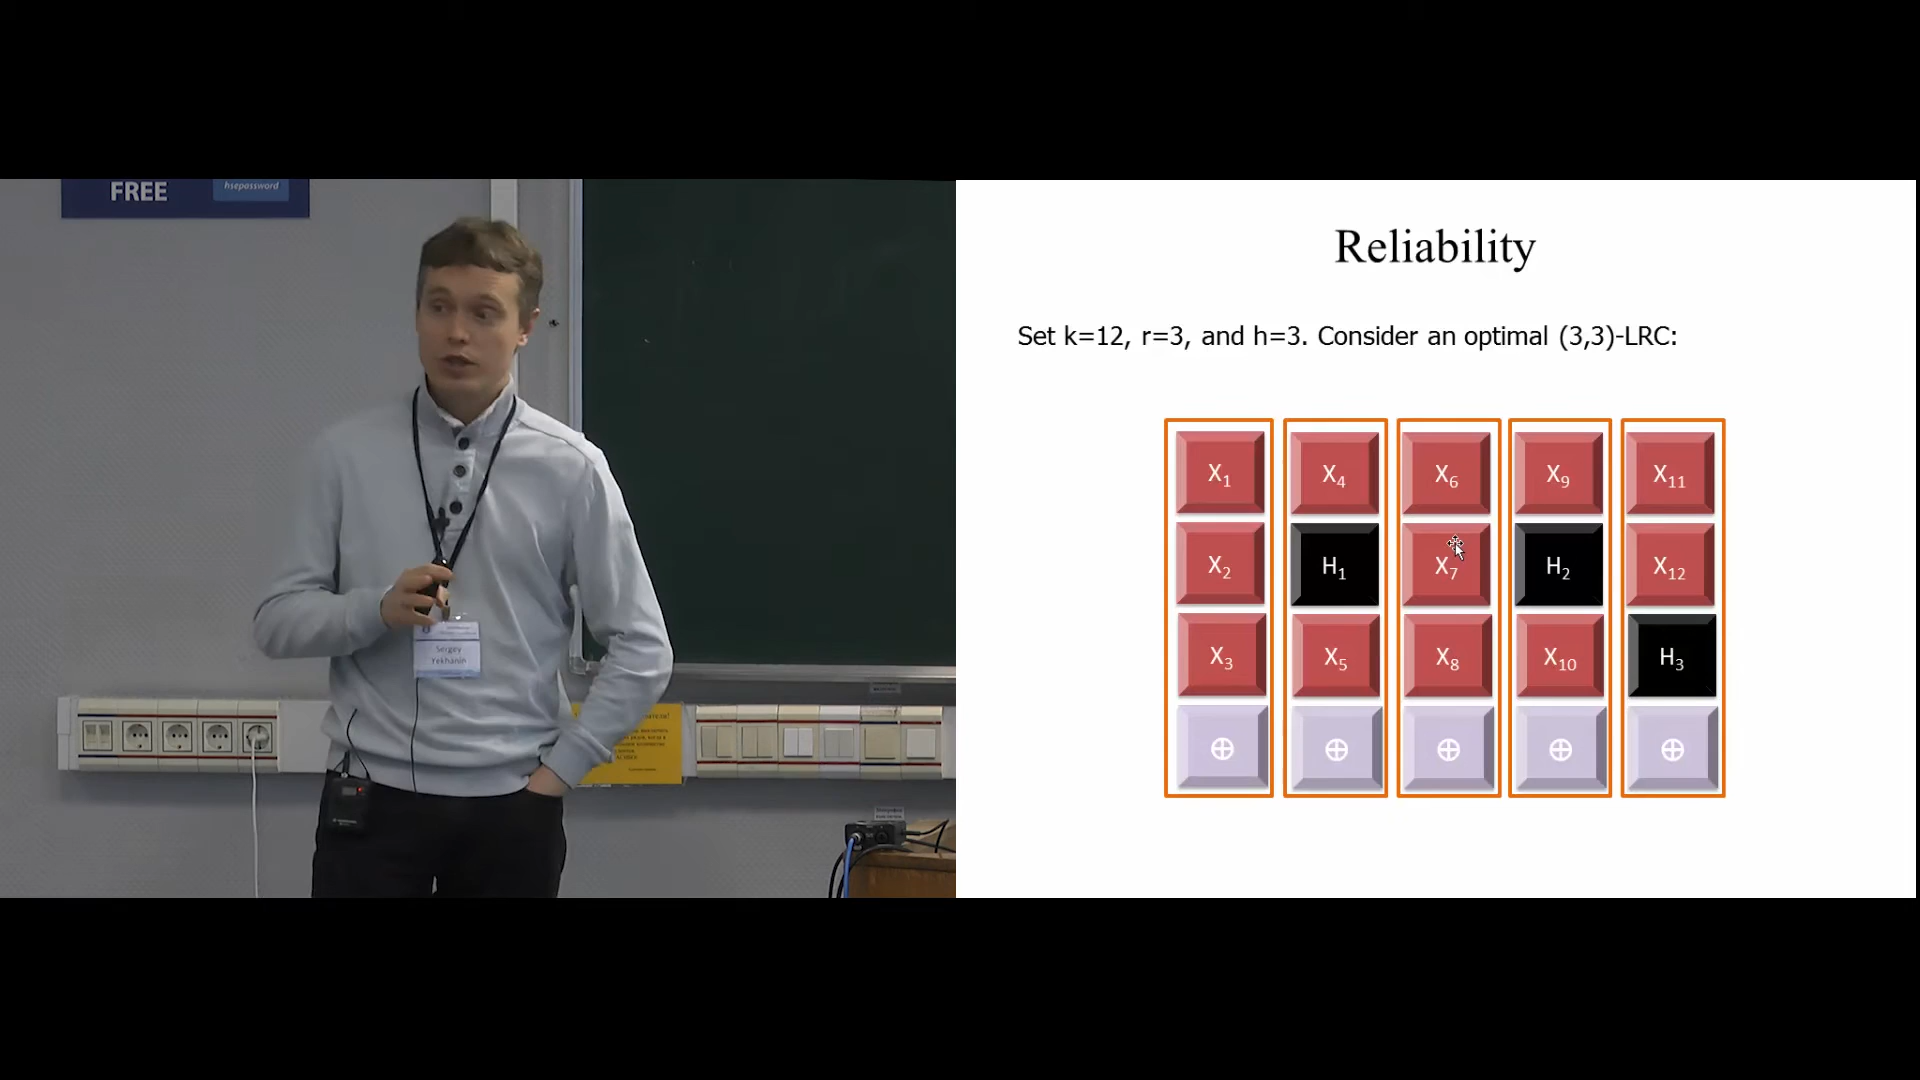 FREE
hsepassword
Sergey
Yekhanin
Reliability
Set k=12, r=3, and h=3. Consider an optimal (3,3)-LRC:
X₁ X₄ X₆ X₉ X₁₁
X₂ H₁ X₇ H₂ X₁₂
X₃ X₅ X₈ X₁₀ H₃
⊕ ⊕ ⊕ ⊕ ⊕